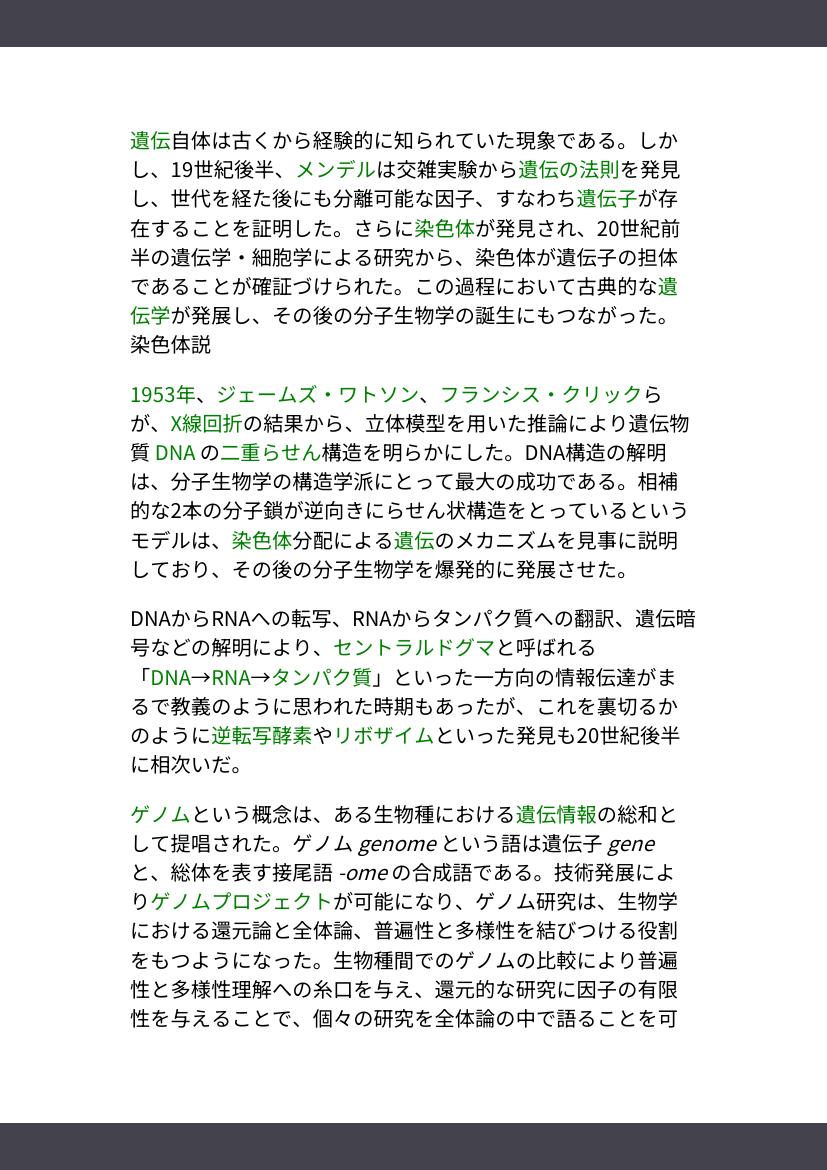 遺伝自体は古くから経験的に知られていた現象である。しか
し、19世紀後半、メンデルは交雑実験から遺伝の法則を発見
し、世代を経た後にも分離可能な因子、すなわち遺伝子が存
在することを証明した。さらに染色体が発見され、20世紀前
半の遺伝学・細胞学による研究から、染色体が遺伝子の担体
であることが確証づけられた。この過程において古典的な遺
伝学が発展し、その後の分子生物学の誕生にもつながった。
染色体説
1953年、ジェームズ・ワトソン、フランシス・クリックら
が、X線回折の結果から、立体模型を用いた推論により遺伝物
質 DNA の二重らせん構造を明らかにした。DNA構造の解明
は、分子生物学の構造学派にとって最大の成功である。相補
的な2本の分子鎖が逆向きにらせん状構造をとっているという
モデルは、染色体分配による遺伝のメカニズムを見事に説明
しており、その後の分子生物学を爆発的に発展させた。
DNAからRNAへの転写、RNAからタンパク質への翻訳、遺伝暗
号などの解明により、セントラルドグマと呼ばれる
「DNA→RNA→タンパク質」といった一方向の情報伝達がま
るで教義のように思われた時期もあったが、これを裏切るか
のように逆転写酵素やリボザイムといった発見も20世紀後半
に相次いだ。
ゲノムという概念は、ある生物種における遺伝情報の総和と
して提唱された。ゲノム genome という語は遺伝子 gene
と、総体を表す接尾語 -ome の合成語である。技術発展によ
りゲノムプロジェクトが可能になり、ゲノム研究は、生物学
における還元論と全体論、普遍性と多様性を結びつける役割
をもつようになった。生物種間でのゲノムの比較により普遍
性と多様性理解への糸口を与え、還元的な研究に因子の有限
性を与えることで、個々の研究を全体論の中で語ることを可